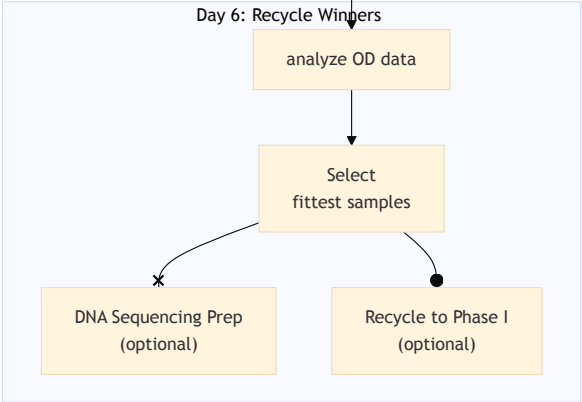 Day 6: Recycle Winners
analyze OD data
Select
fittest samples
DNA Sequencing Prep
(optional)
Recycle to Phase I
(optional)